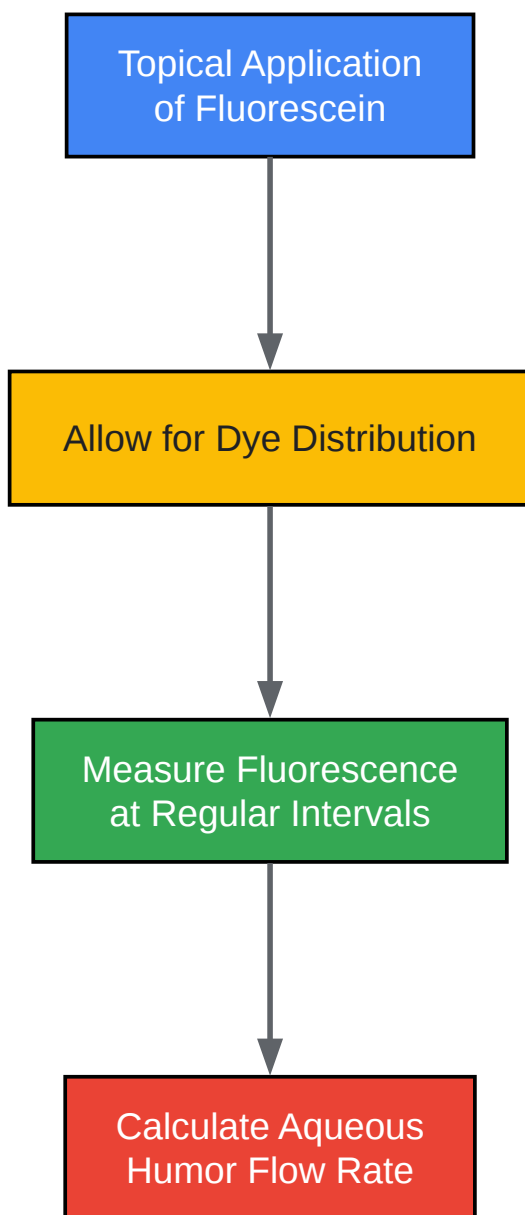 Topical Application
of Fluorescein
Allow for Dye Distribution
Measure Fluorescence
at Regular Intervals
Calculate Aqueous
Humor Flow Rate